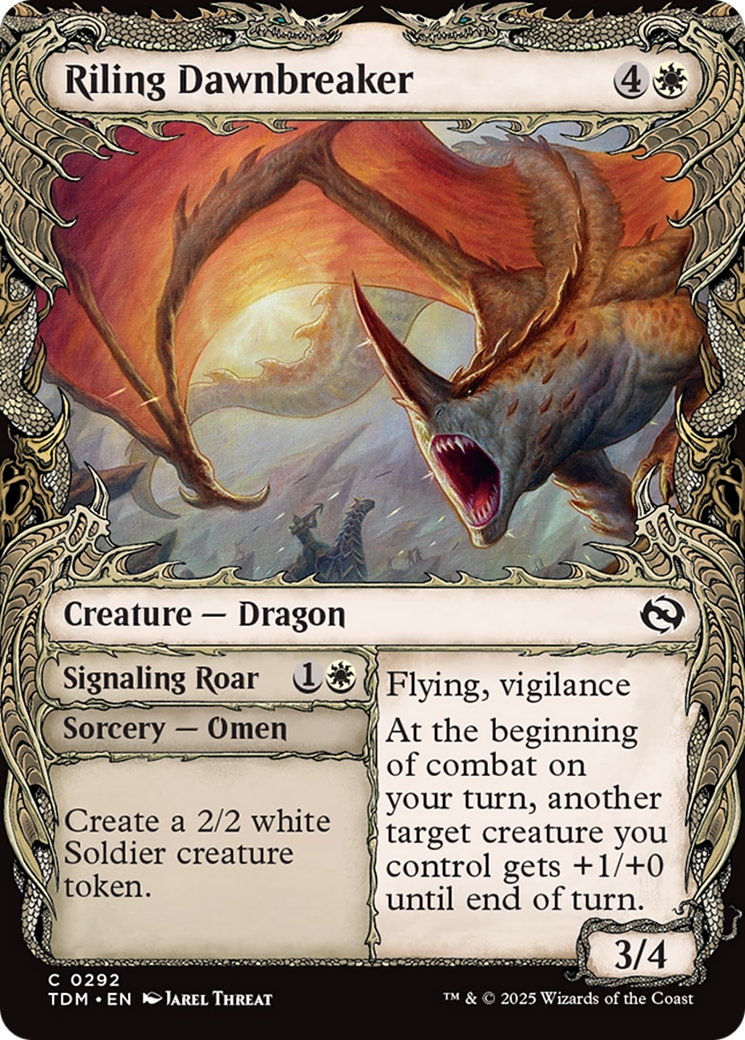 Riling Dawnbreaker 4
Creature — Dragon
Signaling Roar 1
Sorcery — Omen
Create a 2/2 white
Soldier creature
token.
Flying, vigilance
At the beginning
of combat on
your turn, another
target creature you
control gets +1/+0
until end of turn.
3/4
C 0292
TDM • EN Jarel Threat
™ & © 2025 Wizards of the Coast